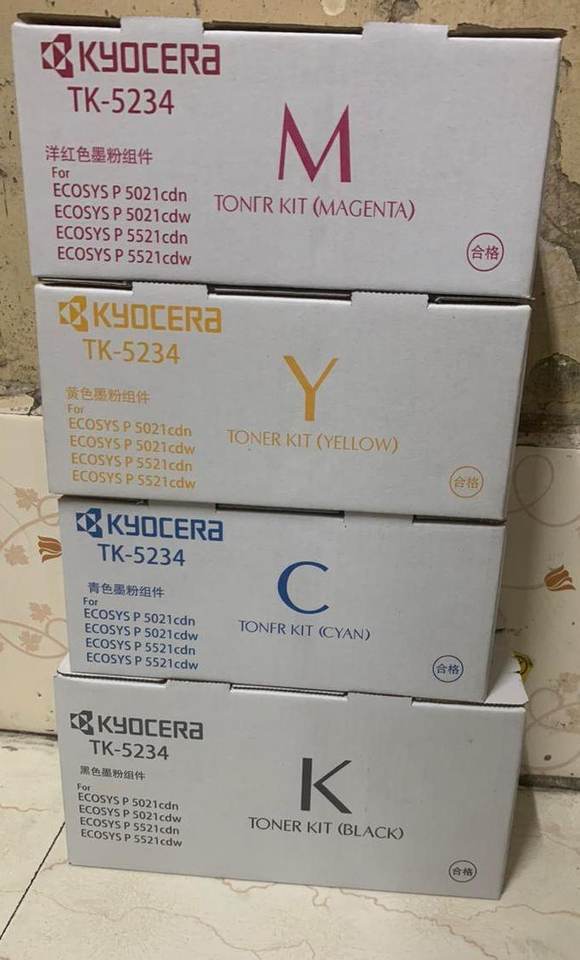 KYOCERA
TK-5234
洋红色墨粉组件
For
ECOSYS P 5021cdn
ECOSYS P 5021cdw
ECOSYS P 5521cdn
ECOSYS P 5521cdw
M
TONER KIT (MAGENTA)
合格
KYOCERA
TK-5234
黄色墨粉组件
For
ECOSYS P 5021cdn
ECOSYS P 5021cdw
ECOSYS P 5521cdn
ECOSYS P 5521cdw
Y
TONER KIT (YELLOW)
合格
KYOCERA
TK-5234
青色墨粉组件
For
ECOSYS P 5021cdn
ECOSYS P 5021cdw
ECOSYS P 5521cdn
ECOSYS P 5521cdw
C
TONER KIT (CYAN)
合格
KYOCERA
TK-5234
黑色墨粉组件
For
ECOSYS P 5021cdn
ECOSYS P 5021cdw
ECOSYS P 5521cdn
ECOSYS P 5521cdw
K
TONER KIT (BLACK)
合格